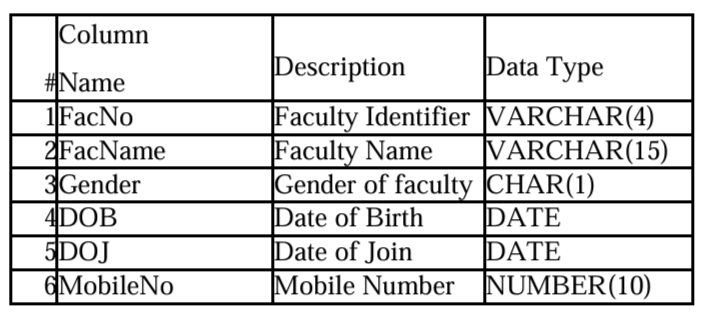 Column
# Name Description Data Type
1 FacNo Faculty Identifier VARCHAR(4)
2 FacName Faculty Name VARCHAR(15)
3 Gender Gender of faculty CHAR(1)
4 DOB Date of Birth DATE
5 DOJ Date of Join DATE
6 MobileNo Mobile Number NUMBER(10)